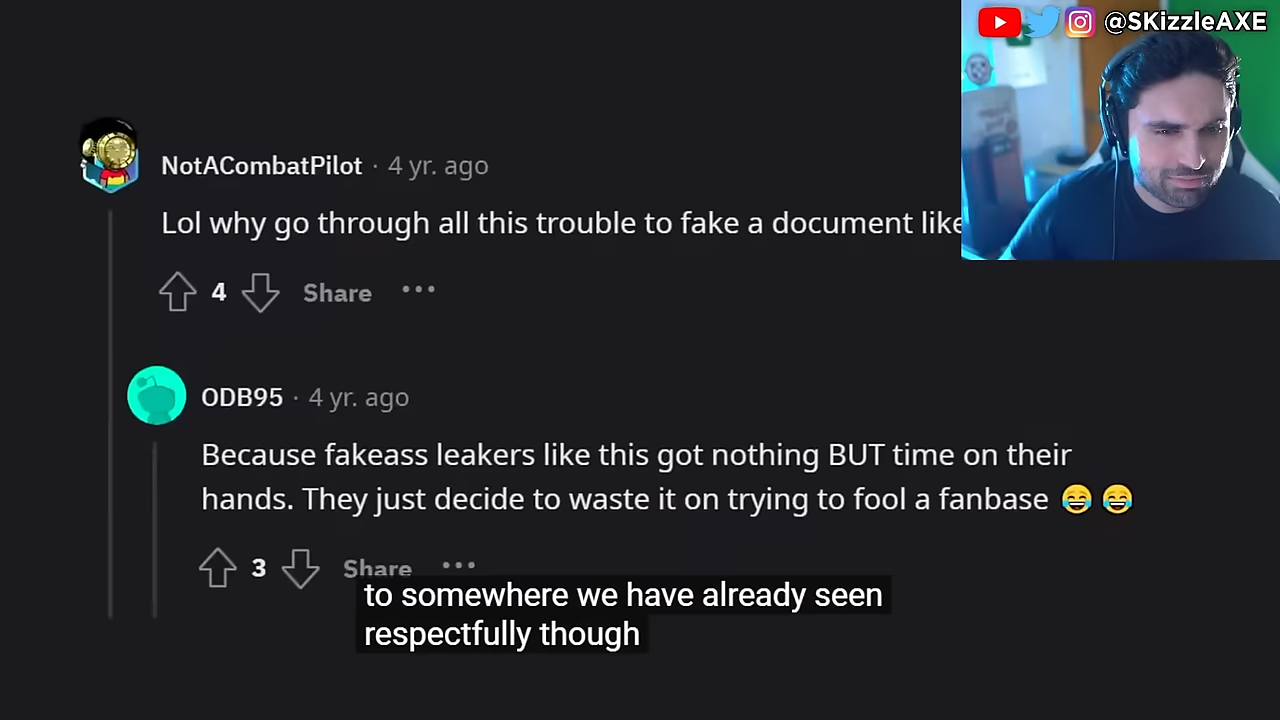 @SKizzleAXE
NotACombatPilot · 4 yr. ago
Lol why go through all this trouble to fake a document like
4 Share ···
ODB95 · 4 yr. ago
Because fakeass leakers like this got nothing BUT time on their
hands. They just decide to waste it on trying to fool a fanbase 😂 😂
3 Share ···
to somewhere we have already seen
respectfully though